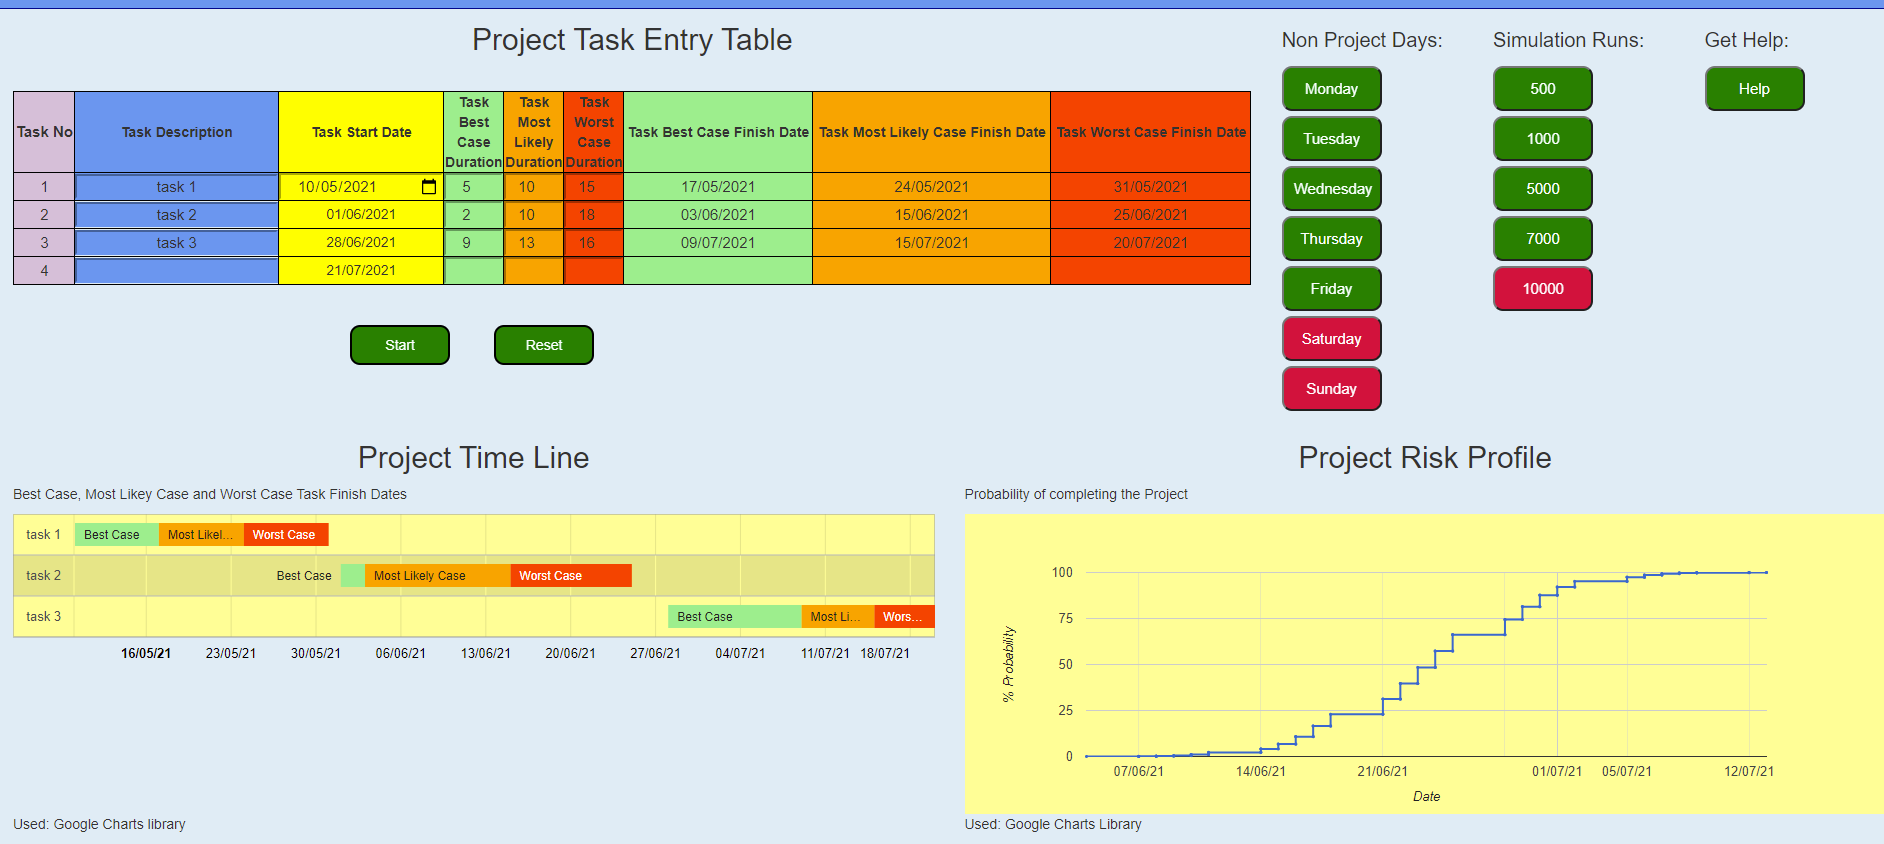 Project Task Entry Table
Non Project Days:
Simulation Runs:
Get Help:
Task No
Task Description
Task Start Date
Task
Best
Case
Duration
Task
Most
Likely
Duration
Task
Worst
Case
Duration
Task Best Case Finish Date
Task Most Likely Case Finish Date
Task Worst Case Finish Date
1 task 1 10/05/2021 5 10 15 17/05/2021 24/05/2021 31/05/2021
2 task 2 01/06/2021 2 10 18 03/06/2021 15/06/2021 25/06/2021
3 task 3 28/06/2021 9 13 16 09/07/2021 15/07/2021 20/07/2021
4 21/07/2021
Start
Reset
Monday
Tuesday
Wednesday
Thursday
Friday
Saturday
Sunday
500
1000
5000
7000
10000
Help
Project Time Line
Best Case, Most Likey Case and Worst Case Task Finish Dates
task 1 Best Case Most Likel... Worst Case
task 2 Best Case Most Likely Case Worst Case
task 3 Best Case Most Li... Wors...
16/05/21 23/05/21 30/05/21 06/06/21 13/06/21 20/06/21 27/06/21 04/07/21 11/07/21 18/07/21
Used: Google Charts library
Project Risk Profile
Probability of completing the Project
% Probability
100
75
50
25
0
07/06/21 14/06/21 21/06/21 01/07/21 05/07/21 12/07/21
Date
Used: Google Charts Library